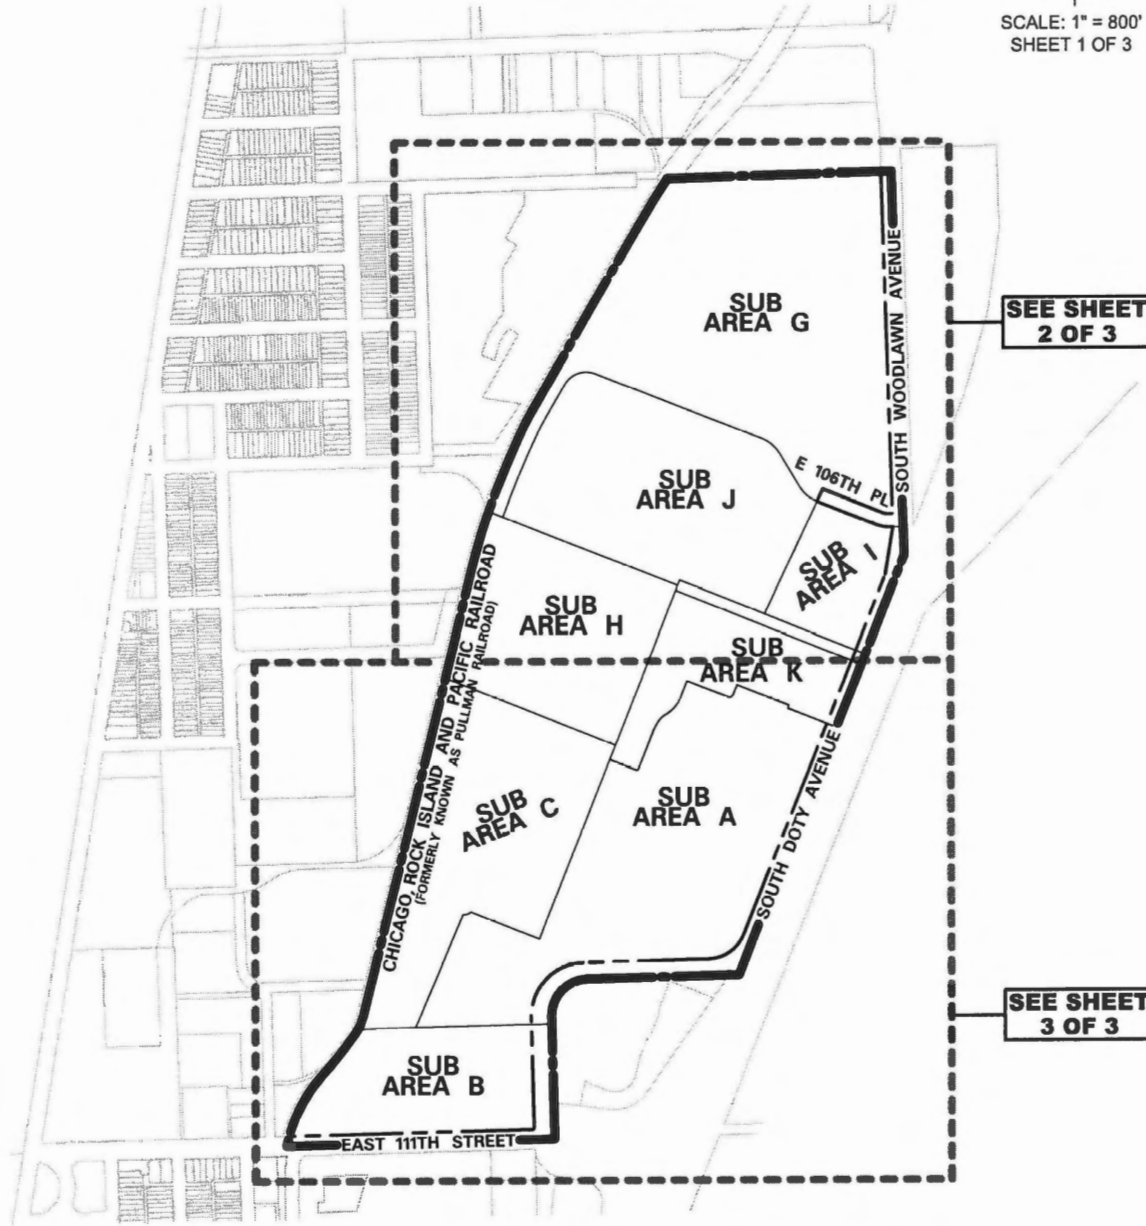 SCALE: 1" = 800'
SHEET 1 OF 3
SUB
AREA G
SOUTH WOODLAWN AVENUE
SEE SHEET
2 OF 3
SUB
AREA J
E 106TH PL
SUB
AREA I
SUB
AREA H
SUB
AREA K
CHICAGO, ROCK ISLAND AND PACIFIC RAILROAD
(FORMERLY KNOWN AS PULLMAN RAILROAD)
SUB
AREA C
SUB
AREA A
SOUTH DOTY AVENUE
SEE SHEET
3 OF 3
SUB
AREA B
EAST 111TH STREET